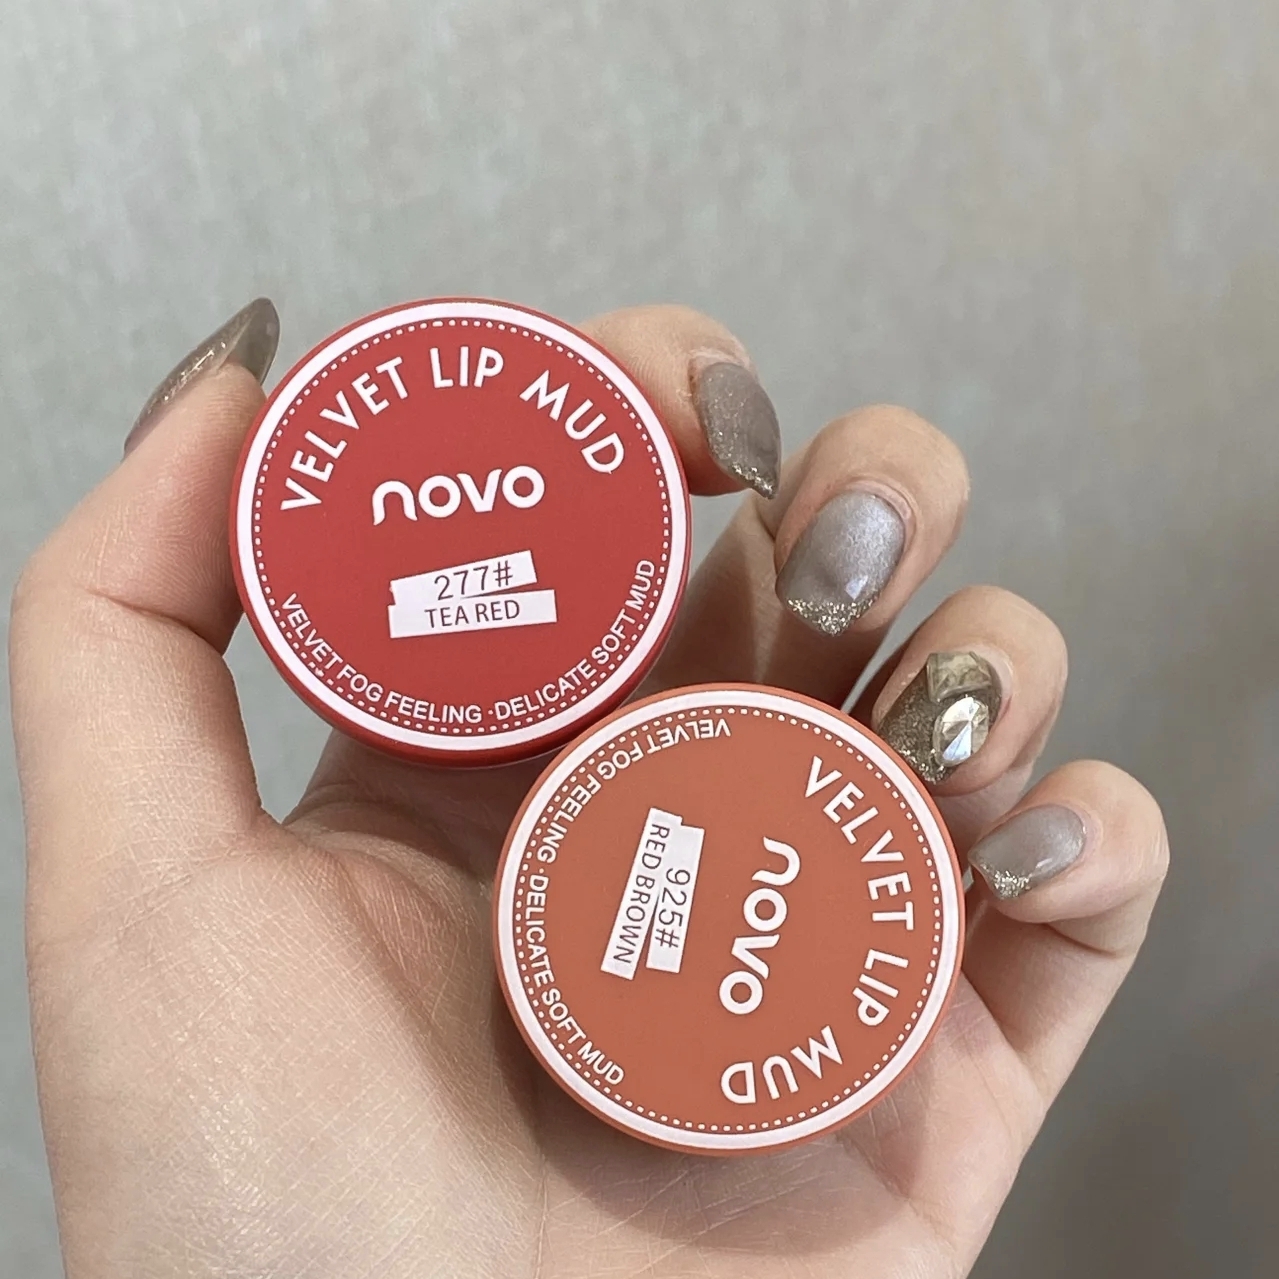 VELVET LIP MUD
novo
277#
TEA RED
VELVET FOG FEELING·DELICATE SOFT MUD
VELVET LIP MUD
novo
925#
RED BROWN
VELVET FOG FEELING·DELICATE SOFT MUD